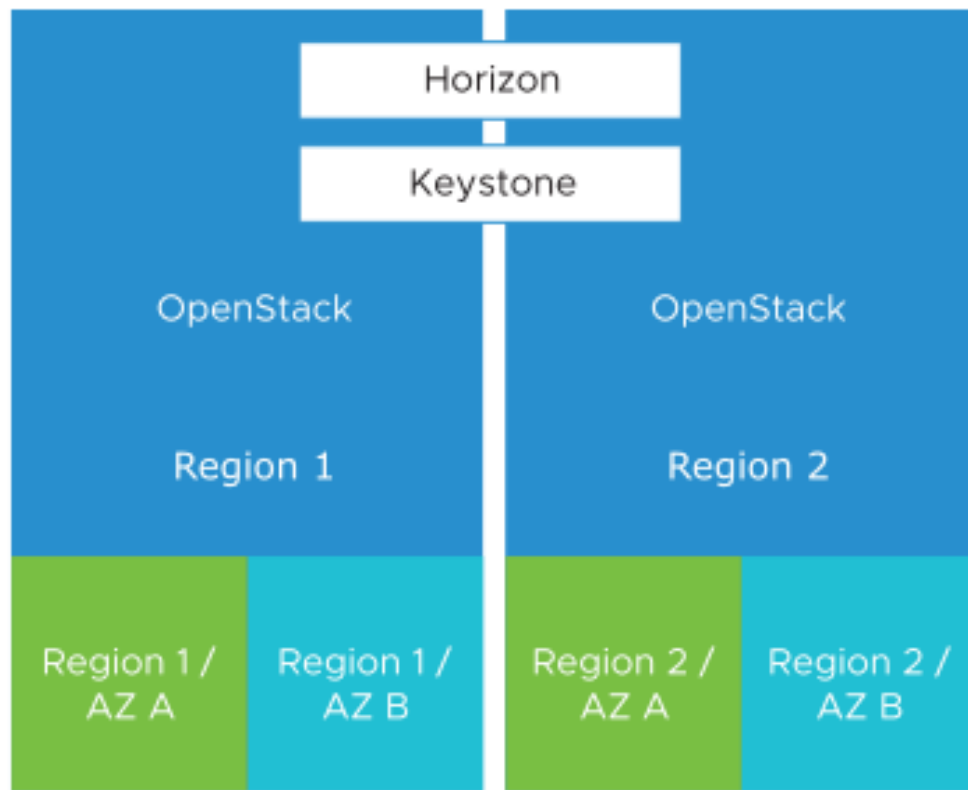 Horizon
Keystone
OpenStack
OpenStack
Region 1
Region 2
Region 1 /
AZ A
Region 1 /
AZ B
Region 2 /
AZ A
Region 2 /
AZ B